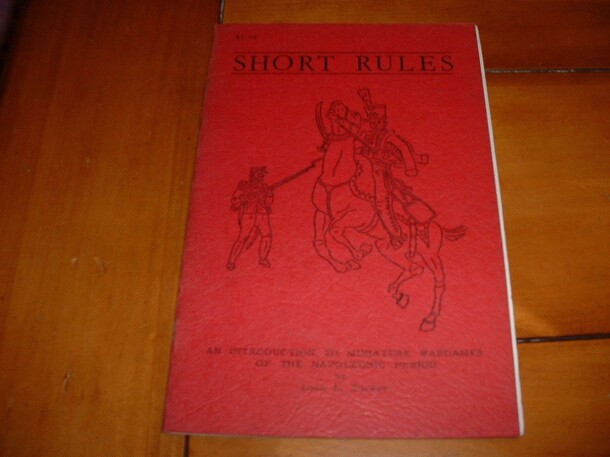 SHORT RULES
AN INTRODUCTION TO MINIATURE WARGAMES
OF THE NAPOLEONIC PERIOD
by